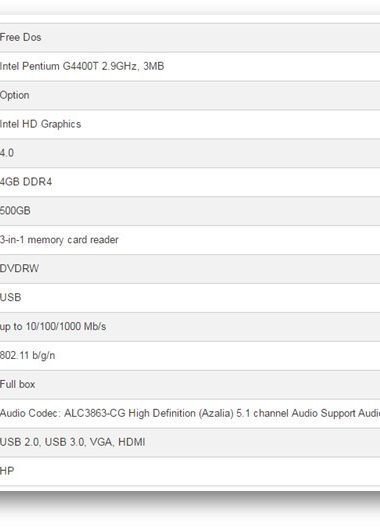 Free Dos
Intel Pentium G4400T 2.9GHz, 3MB
Option
Intel HD Graphics
4.0
4GB DDR4
500GB
3-in-1 memory card reader
DVDRW
USB
up to 10/100/1000 Mb/s
802.11 b/g/n
Full box
Audio Codec: ALC3863-CG High Definition (Azalia) 5.1 channel Audio Support Audio
USB 2.0, USB 3.0, VGA, HDMI
HP